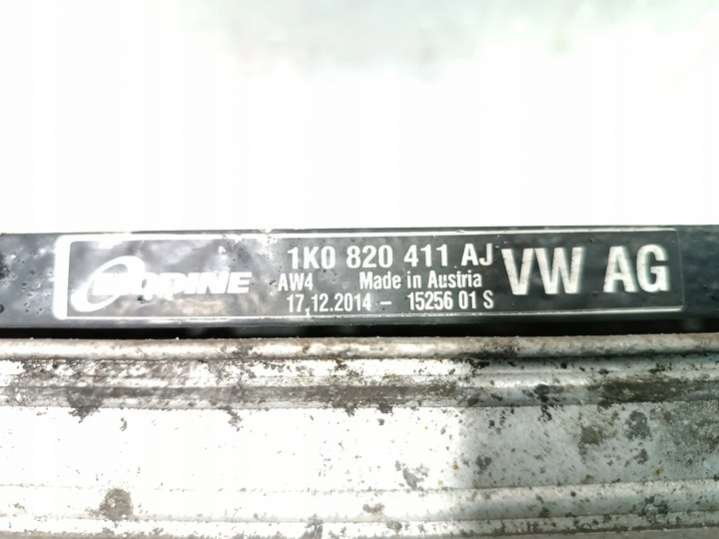 MODINE
1K0 820 411 AJ
AW4 Made in Austria
17.12.2014 - 15256 01 S
VW AG